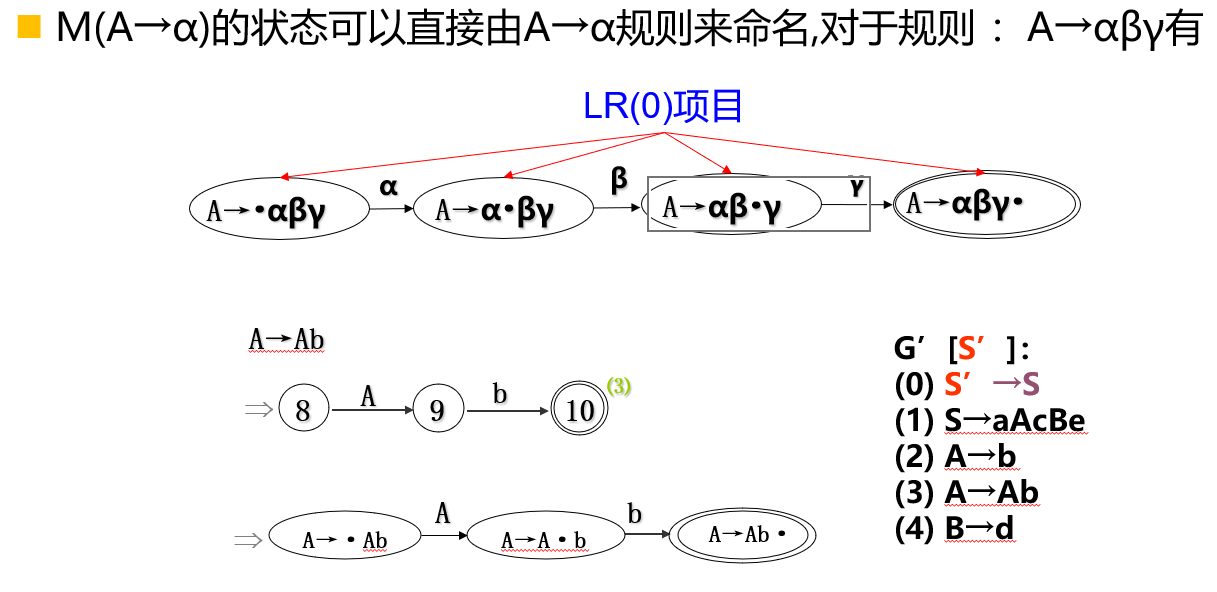 M(A→α)的状态可以直接由A→α规则来命名,对于规则 ：A→αβγ有
LR(0)项目
A→•αβγ
α
A→α•βγ
β
A→αβ•γ
γ
A→αβγ•
A→Ab
⇒ 8
A
9
b
10
(3)
⇒ A→•Ab
A
A→A•b
b
A→Ab•
G′ [S′ ]:
(0) S′ →S
(1) S→aAcBe
(2) A→b
(3) A→Ab
(4) B→d